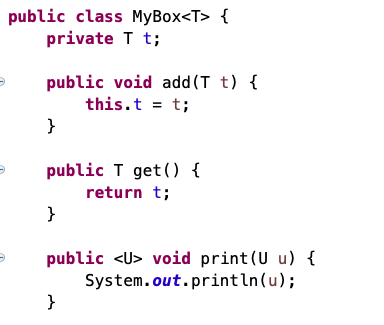 public class MyBox<T> {
    private T t;

    public void add(T t) {
        this.t = t;
    }

    public T get() {
        return t;
    }

    public <U> void print(U u) {
        System.out.println(u);
    }